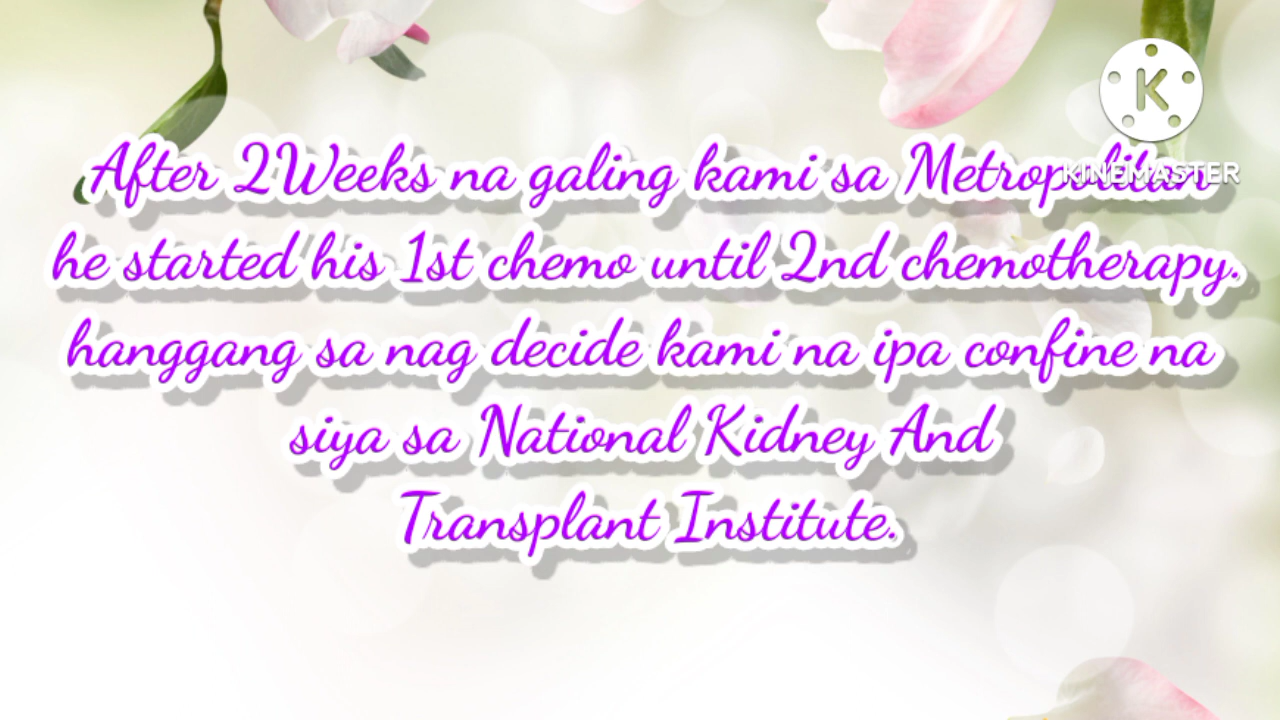 After 2Weeks na galing kami sa Metropolitan
he started his 1st chemo until 2nd chemotherapy.
hanggang sa nag decide kami na ipa confine na
siya sa National Kidney And
Transplant Institute.
K
KINEMASTER